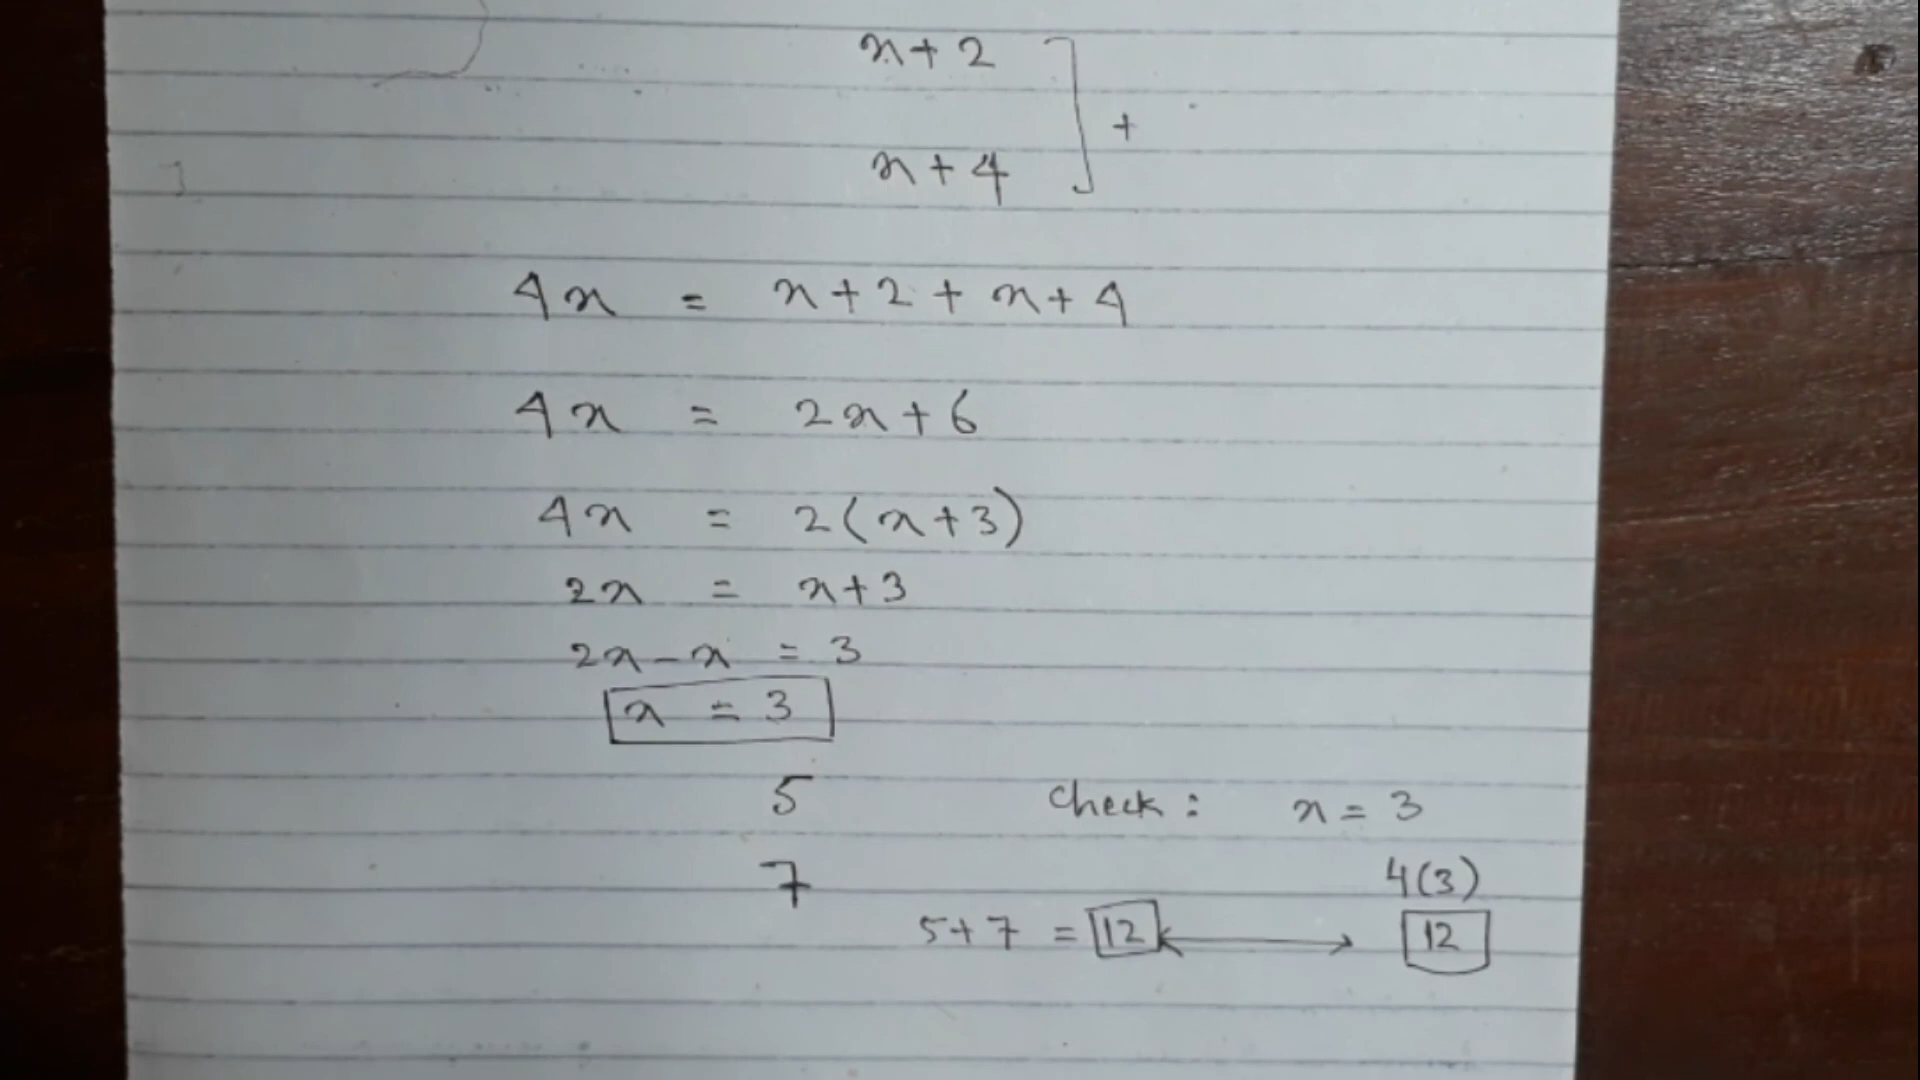 x+2
+
x+4
4x = x+2+x+4
4x = 2x+6
4x = 2(x+3)
2x = x+3
2x-x = 3
x = 3
5
Check: x=3
7
4(3)
5+7 = 12
12